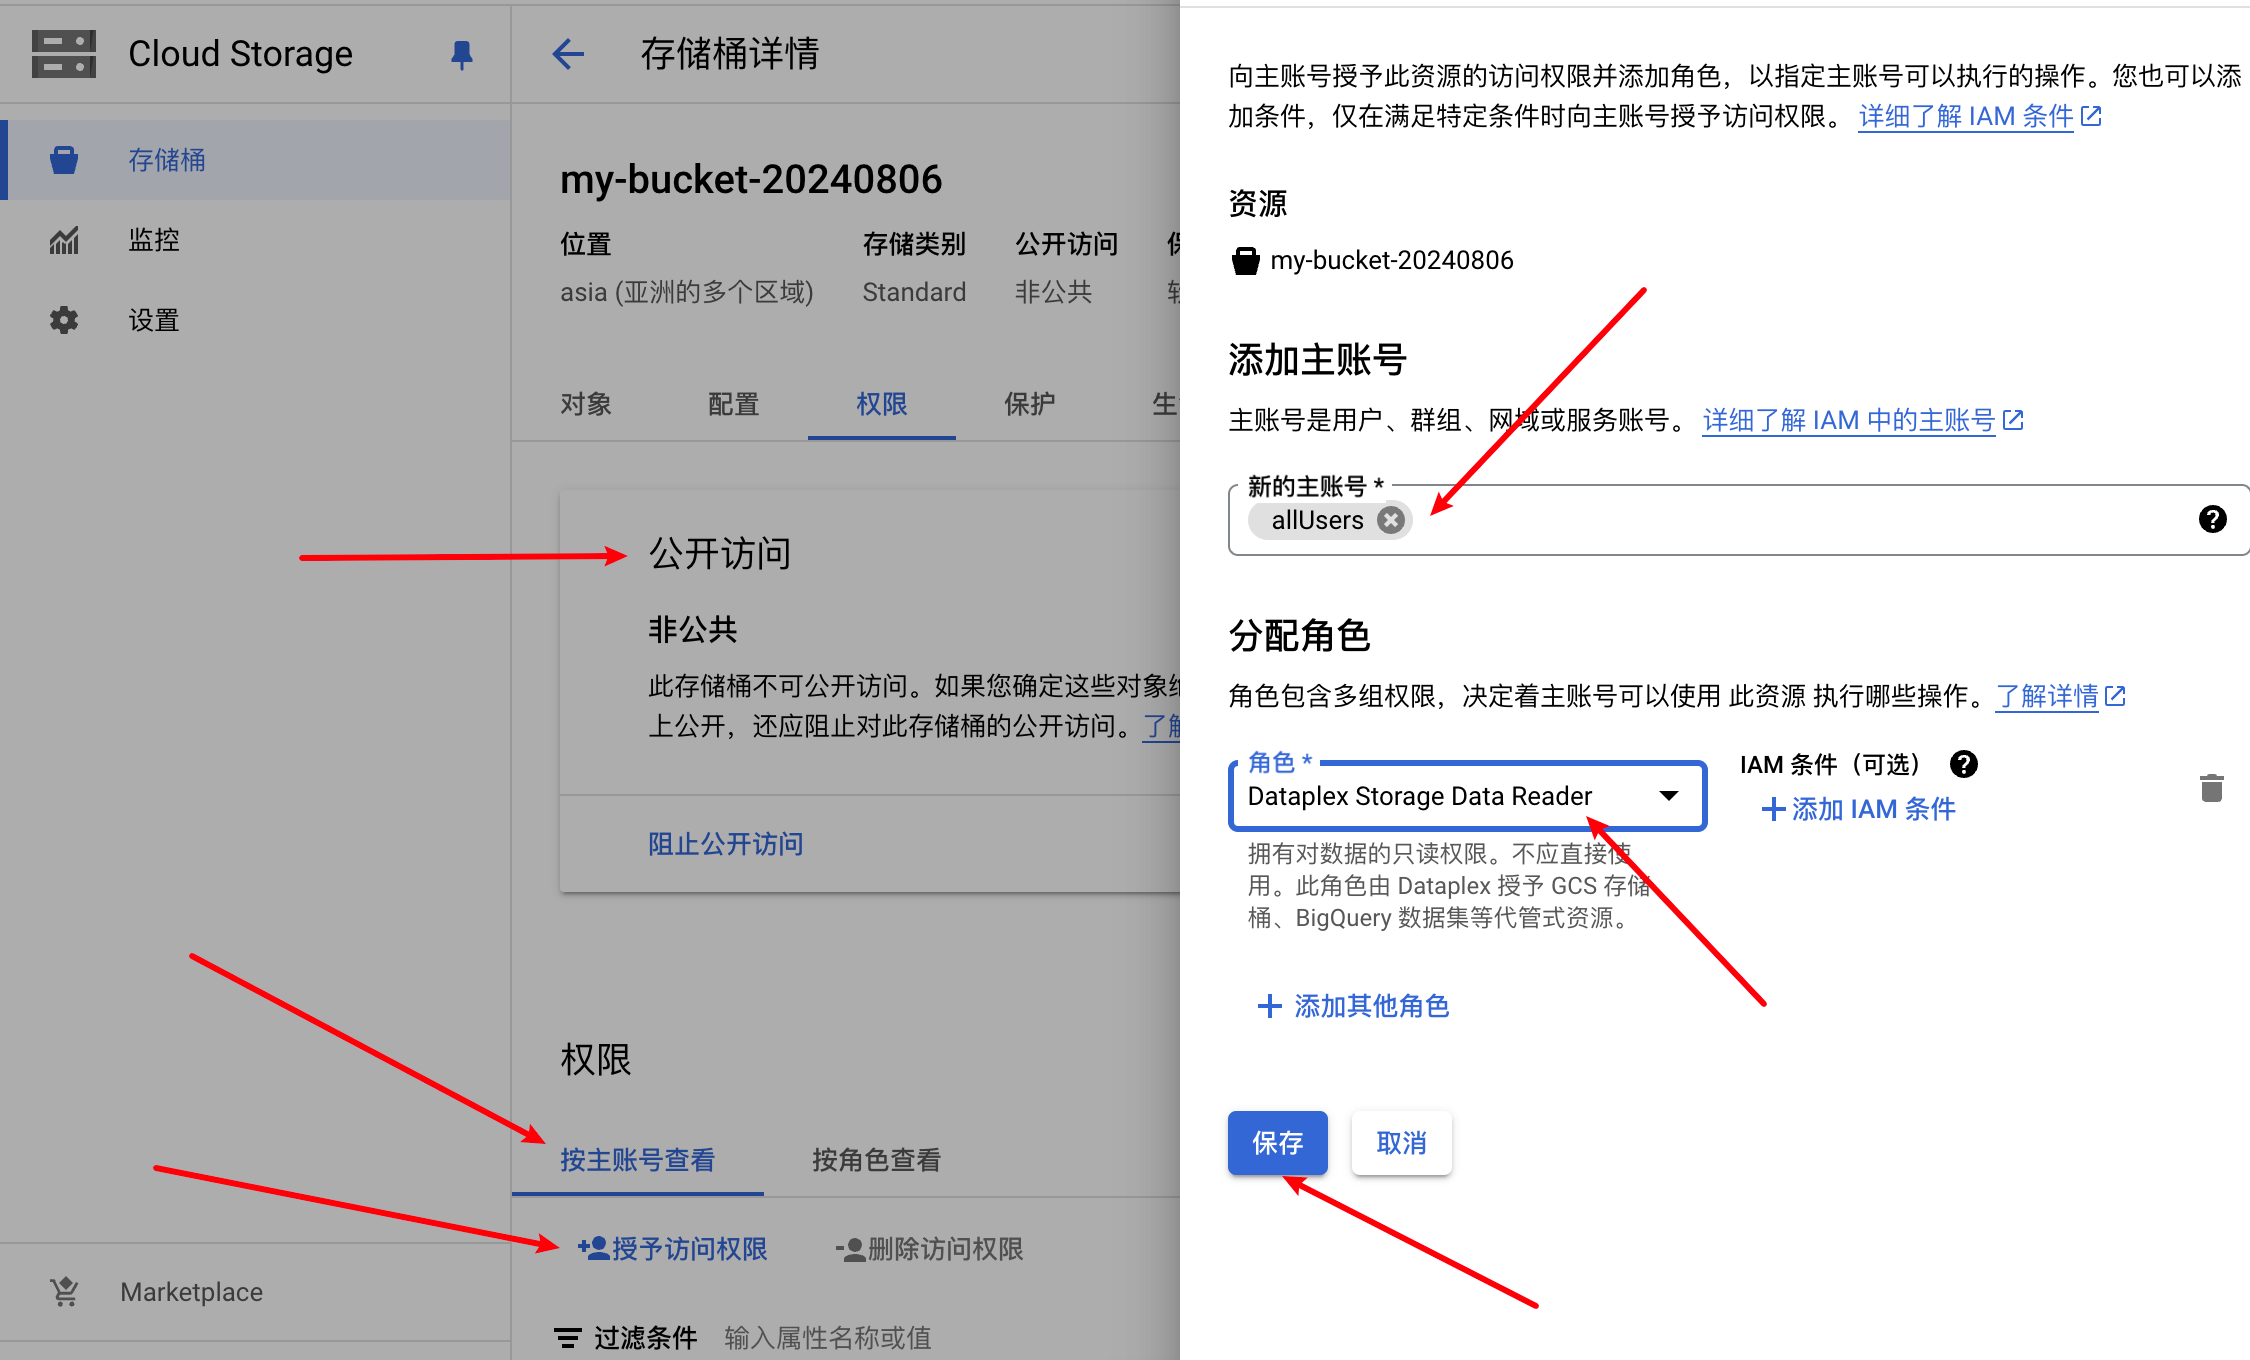 Cloud Storage
存储桶
监控
设置
Marketplace
存储桶详情
my-bucket-20240806
位置
存储类别
公开访问
asia (亚洲的多个区域)
Standard
非公共
对象
配置
权限
保护
生
公开访问
非公共
此存储桶不可公开访问。如果您确定这些对象
上公开，还应阻止对此存储桶的公开访问。了解
阻止公开访问
权限
按主账号查看
按角色查看
授予访问权限
删除访问权限
过滤条件
输入属性名称或值
向主账号授予此资源的访问权限并添加角色，以指定主账号可以执行的操作。您也可以添
加条件，仅在满足特定条件时向主账号授予访问权限。 详细了解 IAM 条件
资源
my-bucket-20240806
添加主账号
主账号是用户、群组、网域或服务账号。 详细了解 IAM 中的主账号
新的主账号 *
allUsers
分配角色
角色包含多组权限，决定着主账号可以使用 此资源 执行哪些操作。了解详情
角色 *
Dataplex Storage Data Reader
IAM 条件（可选）
添加 IAM 条件
拥有对数据的只读权限。不应直接使
用。此角色由 Dataplex 授予 GCS 存储
桶、BigQuery 数据集等代管式资源。
添加其他角色
保存
取消